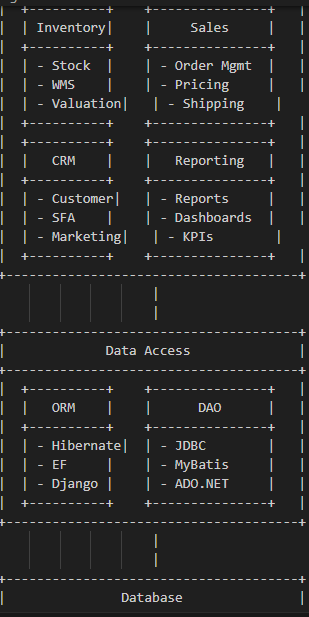 | +----------+ +---------------+ |
| | Inventory| | Sales | |
| +----------+ +---------------+ |
| | - Stock | | - Order Mgmt | |
| | - WMS | | - Pricing | |
| | - Valuation| | - Shipping |
| +----------+ +---------------+ |
| +----------+ +---------------+ |
| | CRM | | Reporting | |
| +----------+ +---------------+ |
| | - Customer| | - Reports | |
| | - SFA | | - Dashboards | |
| | - Marketing| | - KPIs |
| +----------+ +---------------+ |
+--------------------------------------+
|
|
+--------------------------------------+
| Data Access |
+--------------------------------------+
| +----------+ +---------------+ |
| | ORM | | DAO | |
| +----------+ +---------------+ |
| | - Hibernate| | - JDBC | |
| | - EF | | - MyBatis | |
| | - Django | | - ADO.NET | |
| +----------+ +---------------+ |
+--------------------------------------+
|
|
+--------------------------------------+
| Database |